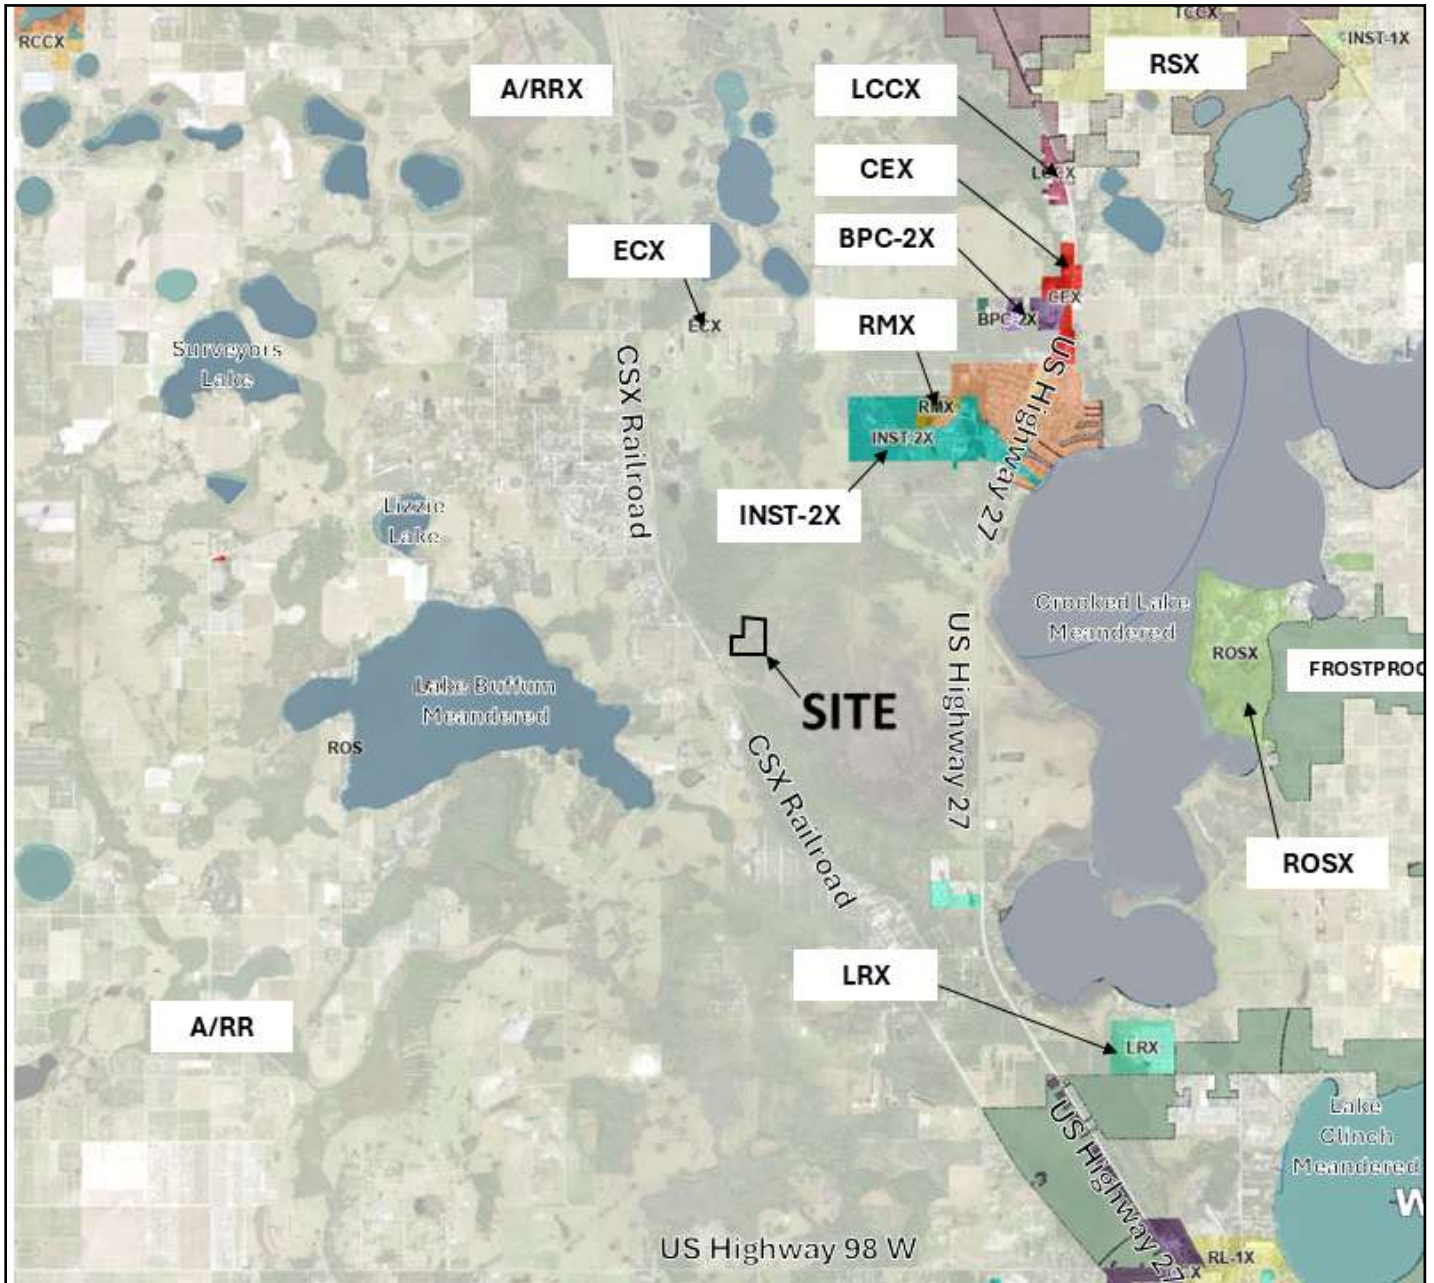 TCCX
RCCX
INST-1X
RSX
A/RRX
LCCX
LCCX
CEX
BPC-2X
ECX
CEX
RMX
BPC-2X
ECX
Surveyors
Lake
CSX Railroad
US Highway 27
RMX
INST-2X
INST-2X
Lizzie
Lake
Crooked Lake
Meandered
US Highway 27
ROSX
FROSTPROO
Lake Buffum
Meandered
SITE
ROS
CSX Railroad
ROSX
LRX
A/RR
LRX
Lake
Clinch
Meandered
US Highway 27
W
US Highway 98 W
RL-1X